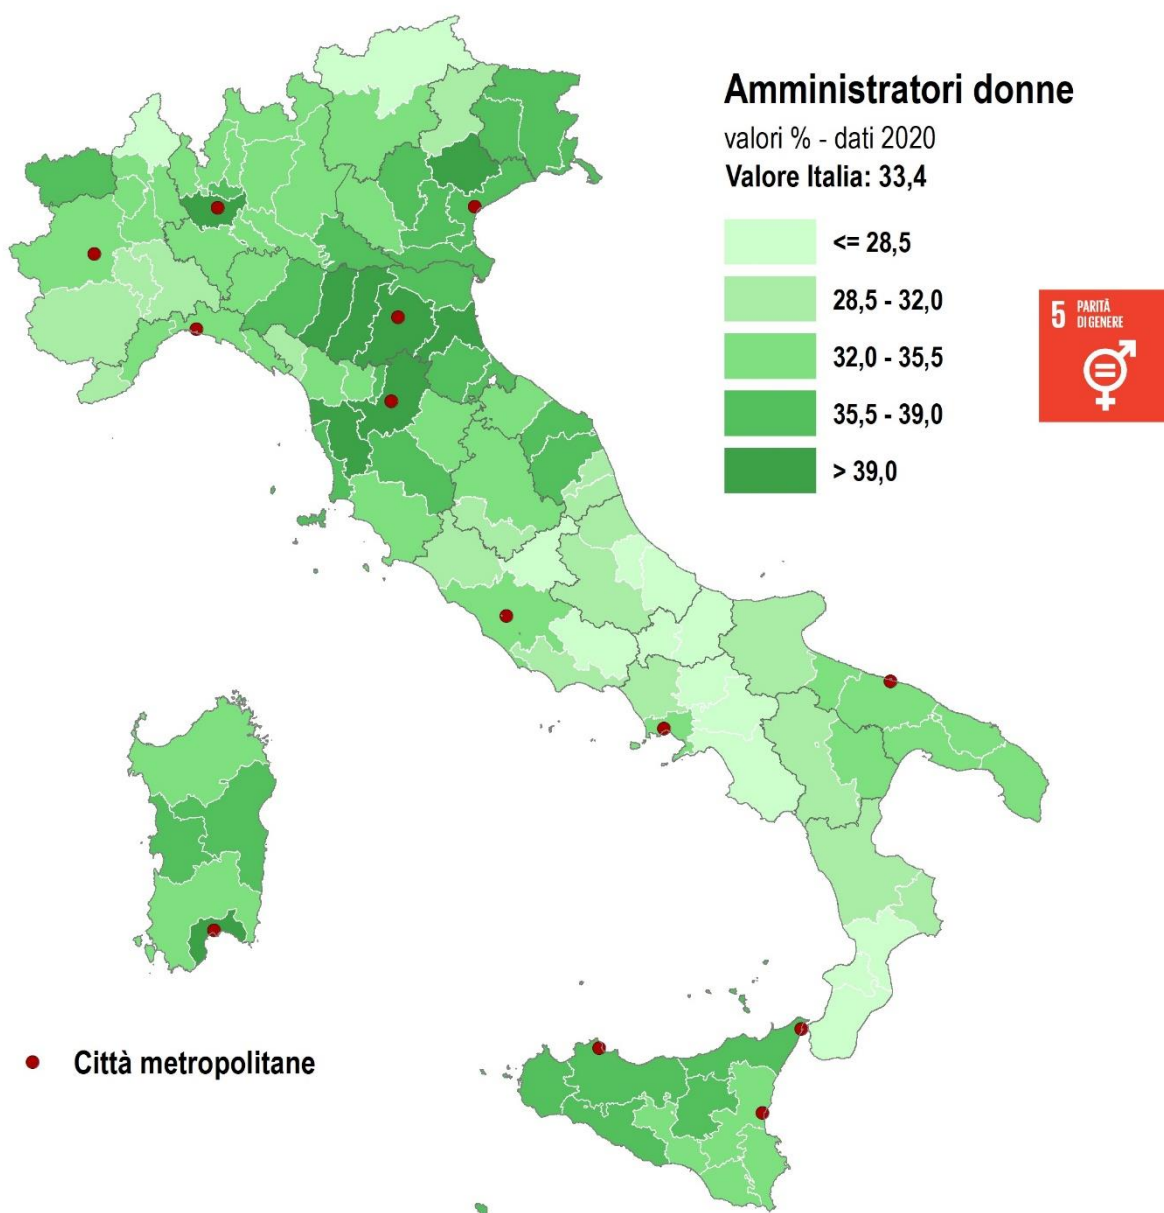 Amministratori donne
valori % - dati 2020
Valore Italia: 33,4
<= 28,5
28,5 - 32,0
32,0 - 35,5
35,5 - 39,0
> 39,0
5 PARITÀ
DI GENERE
Città metropolitane